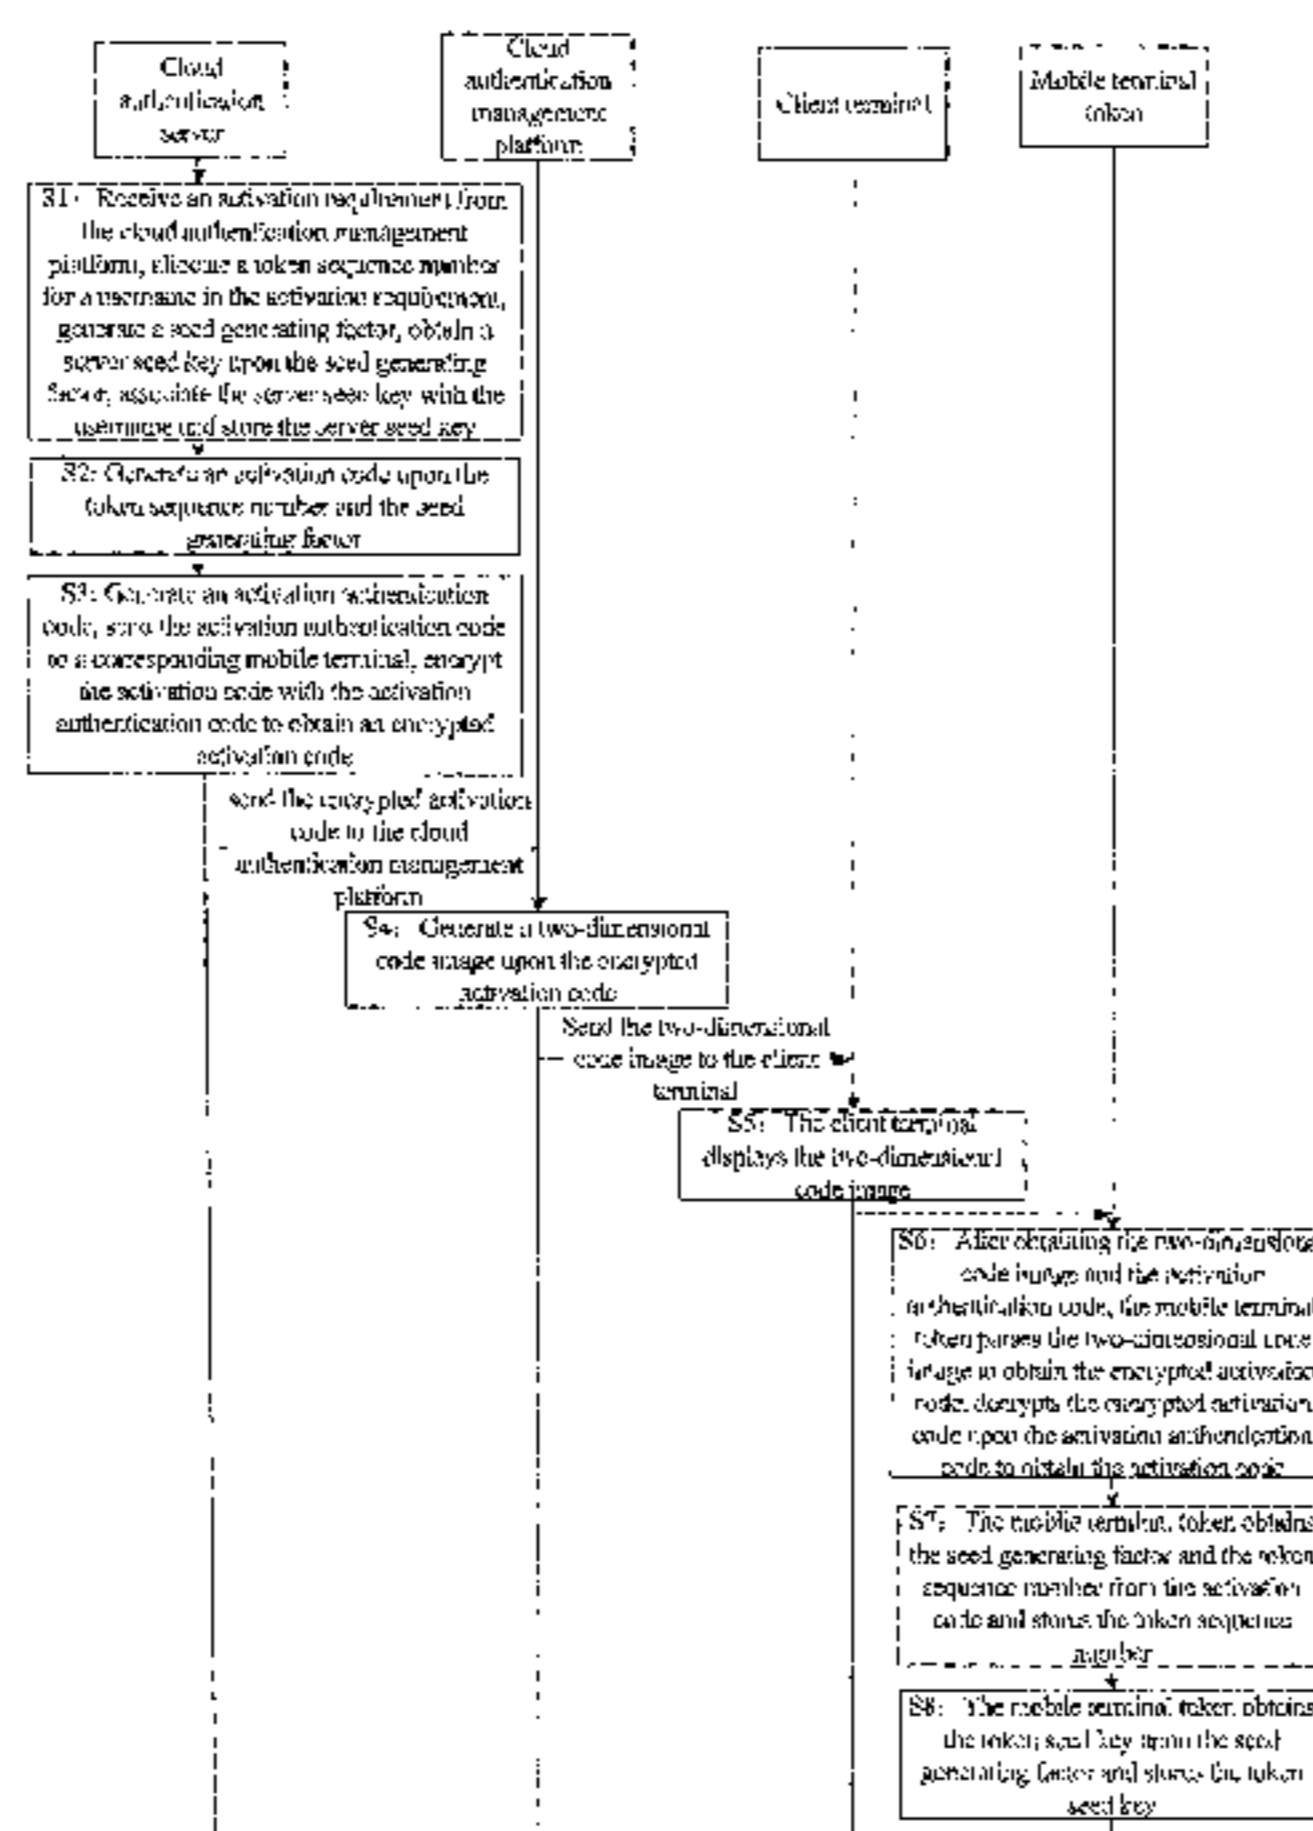 Cloud
authentication
server
Cloud
authentication
management
platform
Client terminal
Mobile terminal
token
S1: Receive an activation requirement from
the cloud authentication management
platform, allocate a token sequence number
for a username in the activation requirement,
generate a seed generating factor, obtain a
server seed key upon the seed generating
factor, associate the server seed key with the
username and store the server seed key
S2: Generate an activation code upon the
token sequence number and the seed
generating factor
S3: Generate an activation authentication
code, send the activation authentication code
to a corresponding mobile terminal, encrypt
the activation code with the activation
authentication code to obtain an encrypted
activation code
send the encrypted activation
code to the cloud
authentication management
platform
S4: Generate a two-dimensional
code image upon the encrypted
activation code
Send the two-dimensional
code image to the client
terminal
S5: The client terminal
displays the two-dimensional
code image
S6: After obtaining the two-dimensiona
code image and the activation
authentication code, the mobile terminal
token parses the two-dimensional code
image to obtain the encrypted activation
code, decrypts the encrypted activation
code upon the activation authentication
code to obtain the activation code
S7: The mobile terminal token obtains
the seed generating factor and the token
sequence number from the activation
code and stores the token sequence
number
S8: The mobile terminal token obtains
the token seed key upon the seed
generating factor and stores the token
seed key